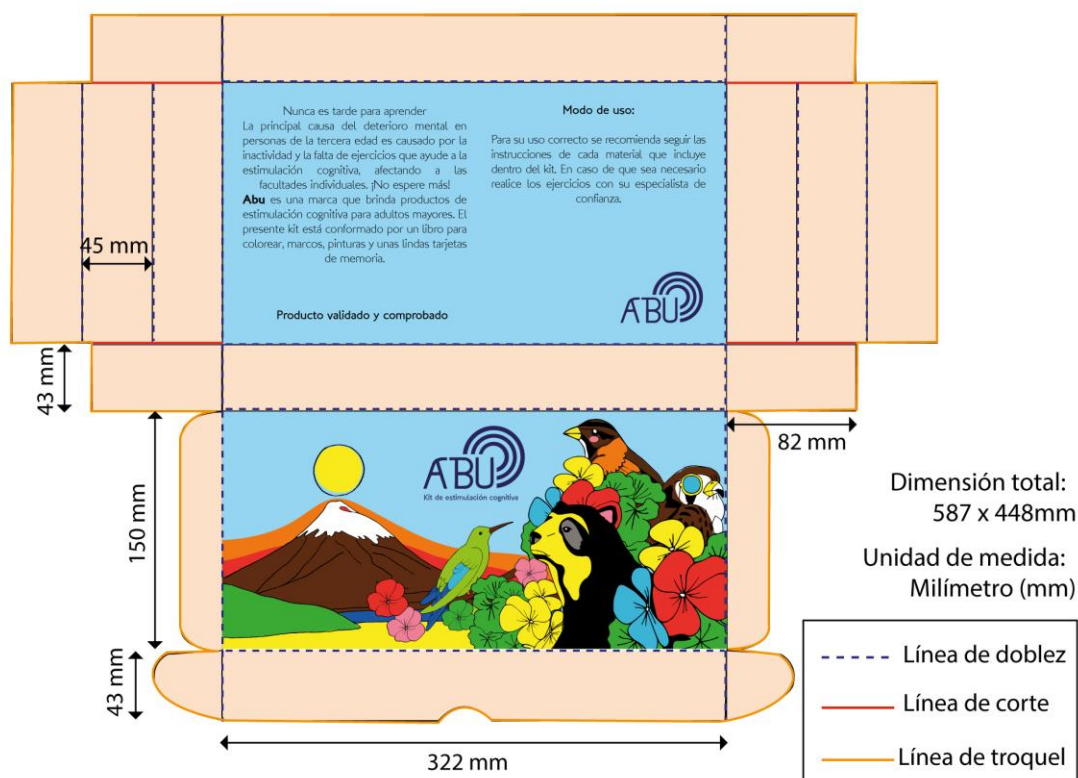 Nunca es tarde para aprender
La principal causa del deterioro mental en
personas de la tercera edad es causado por la
inactividad y la falta de ejercicios que ayude a la
estimulación cognitiva, afectando a las
facultades individuales. ¡No espere más!
Abu es una marca que brinda productos de
estimulación cognitiva para adultos mayores. El
presente kit está conformado por un libro para
colorear, marcos, pinturas y unas lindas tarjetas
de memoria.
Producto validado y comprobado
Modo de uso:
Para su uso correcto se recomienda seguir las
instrucciones de cada material que incluye
dentro del kit. En caso de que sea necesario
realice los ejercicios con su especialista de
confianza.
ABU
45 mm
43 mm
82 mm
ABU
Kit de estimulación cognitiva
150 mm
43 mm
322 mm
Dimensión total:
587 x 448mm
Unidad de medida:
Milímetro (mm)
Línea de doblez
Línea de corte
Línea de troquel